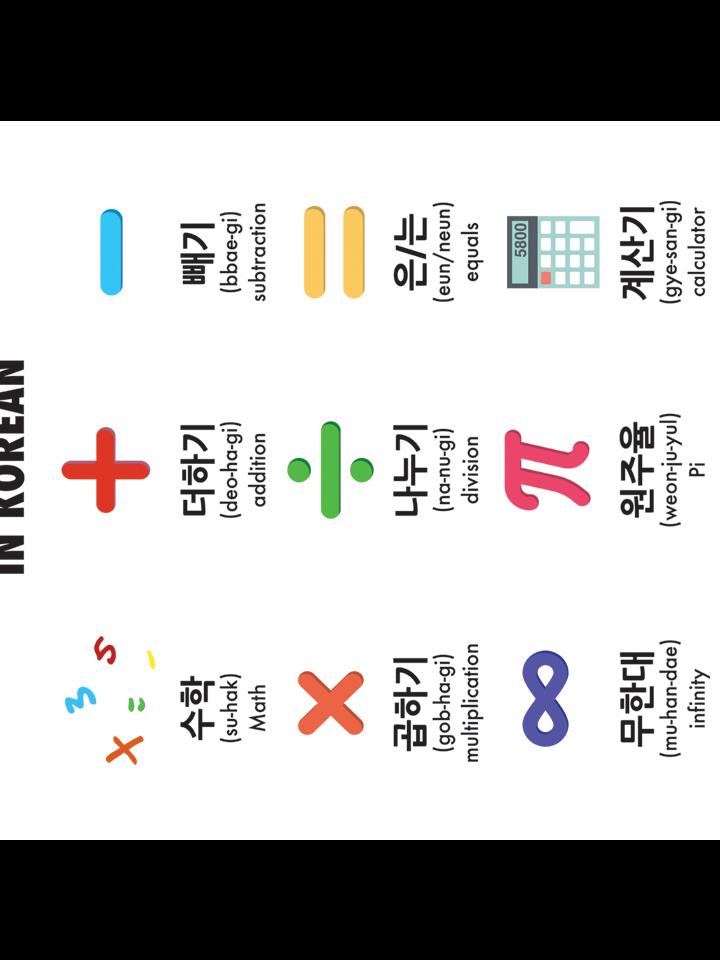 IN KOREAN
수학
(su-hak)
Math
더하기
(deo-ha-gi)
addition
빼기
(bbae-gi)
subtraction
곱하기
(gob-ha-gi)
multiplication
나누기
(na-nu-gi)
division
은/는
(eun/neun)
equals
무한대
(mu-han-dae)
infinity
원주율
(weon-ju-yul)
Pi
5800
계산기
(gye-san-gi)
calculator